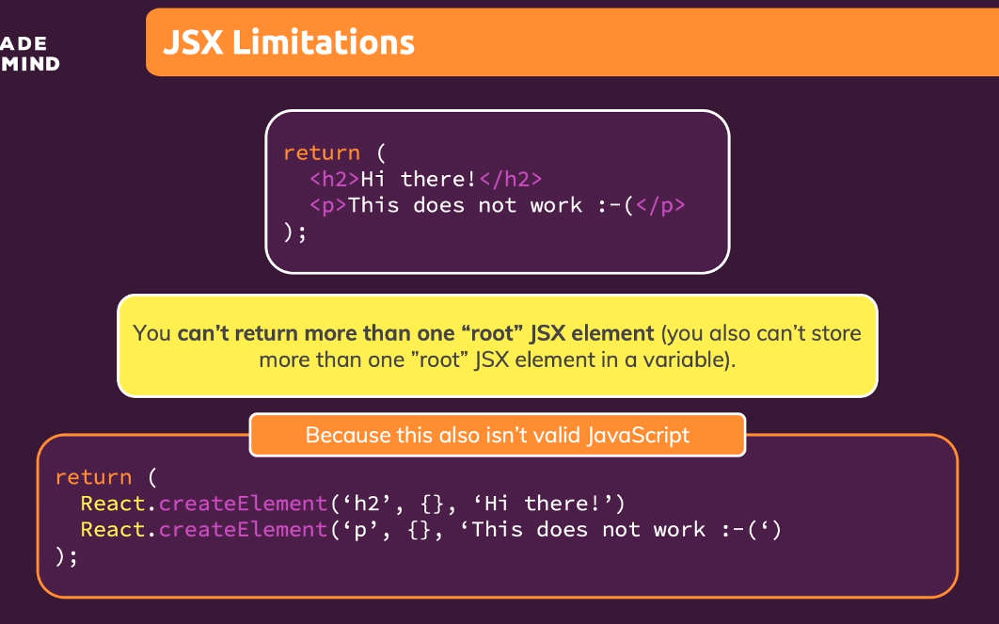 ADE
MIND
JSX Limitations
return (
<h2>Hi there!</h2>
<p>This does not work :-(</p>
);
You can’t return more than one “root” JSX element (you also can’t store
more than one ”root” JSX element in a variable).
Because this also isn’t valid JavaScript
return (
React.createElement(‘h2’, {}, ‘Hi there!’)
React.createElement(‘p’, {}, ‘This does not work :-(‘)
);